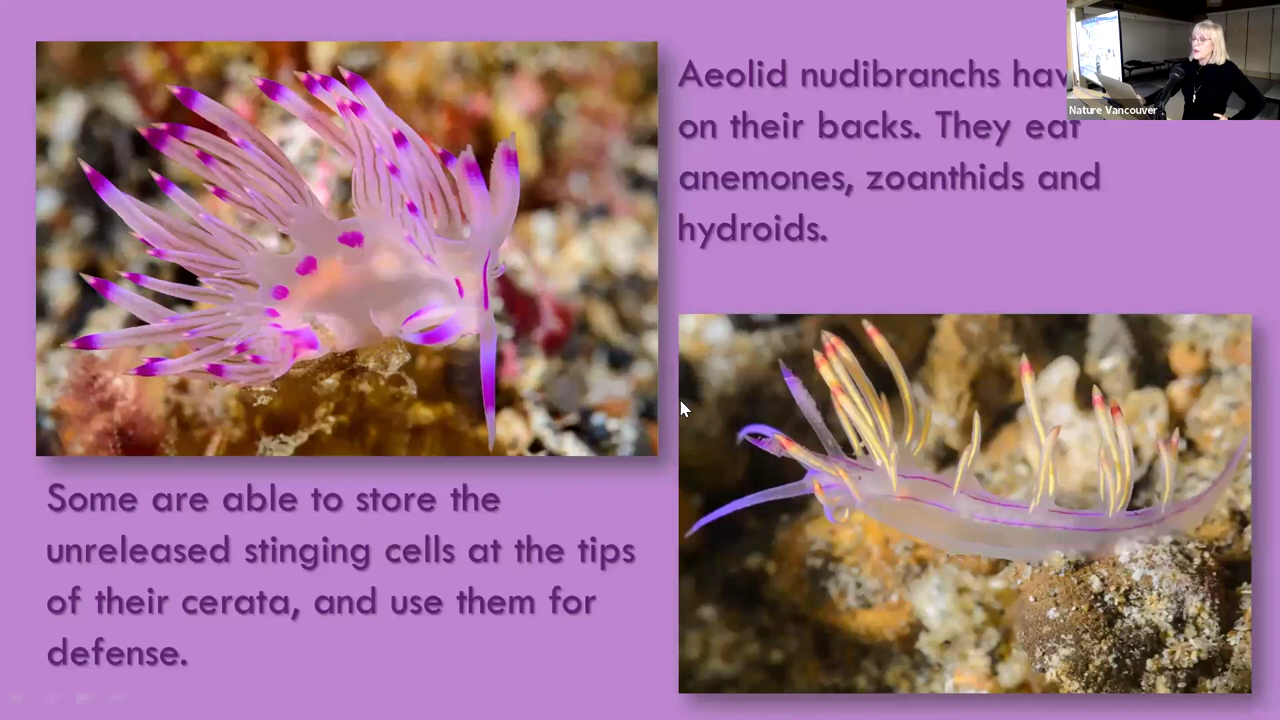 Aeolid nudibranchs
on their backs. They eat
anemones, zoanthids and
hydroids.
Nature Vancouver
Some are able to store the
unreleased stinging cells at the tips
of their cerata, and use them for
defense.